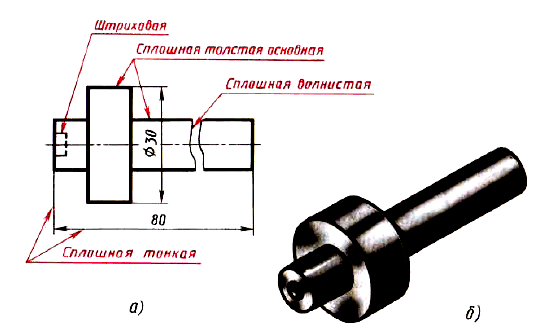 Штриховая
Сплошная толстая основная
Сплошная волнистая
Ø30
80
Сплошная тонкая
а)
б)